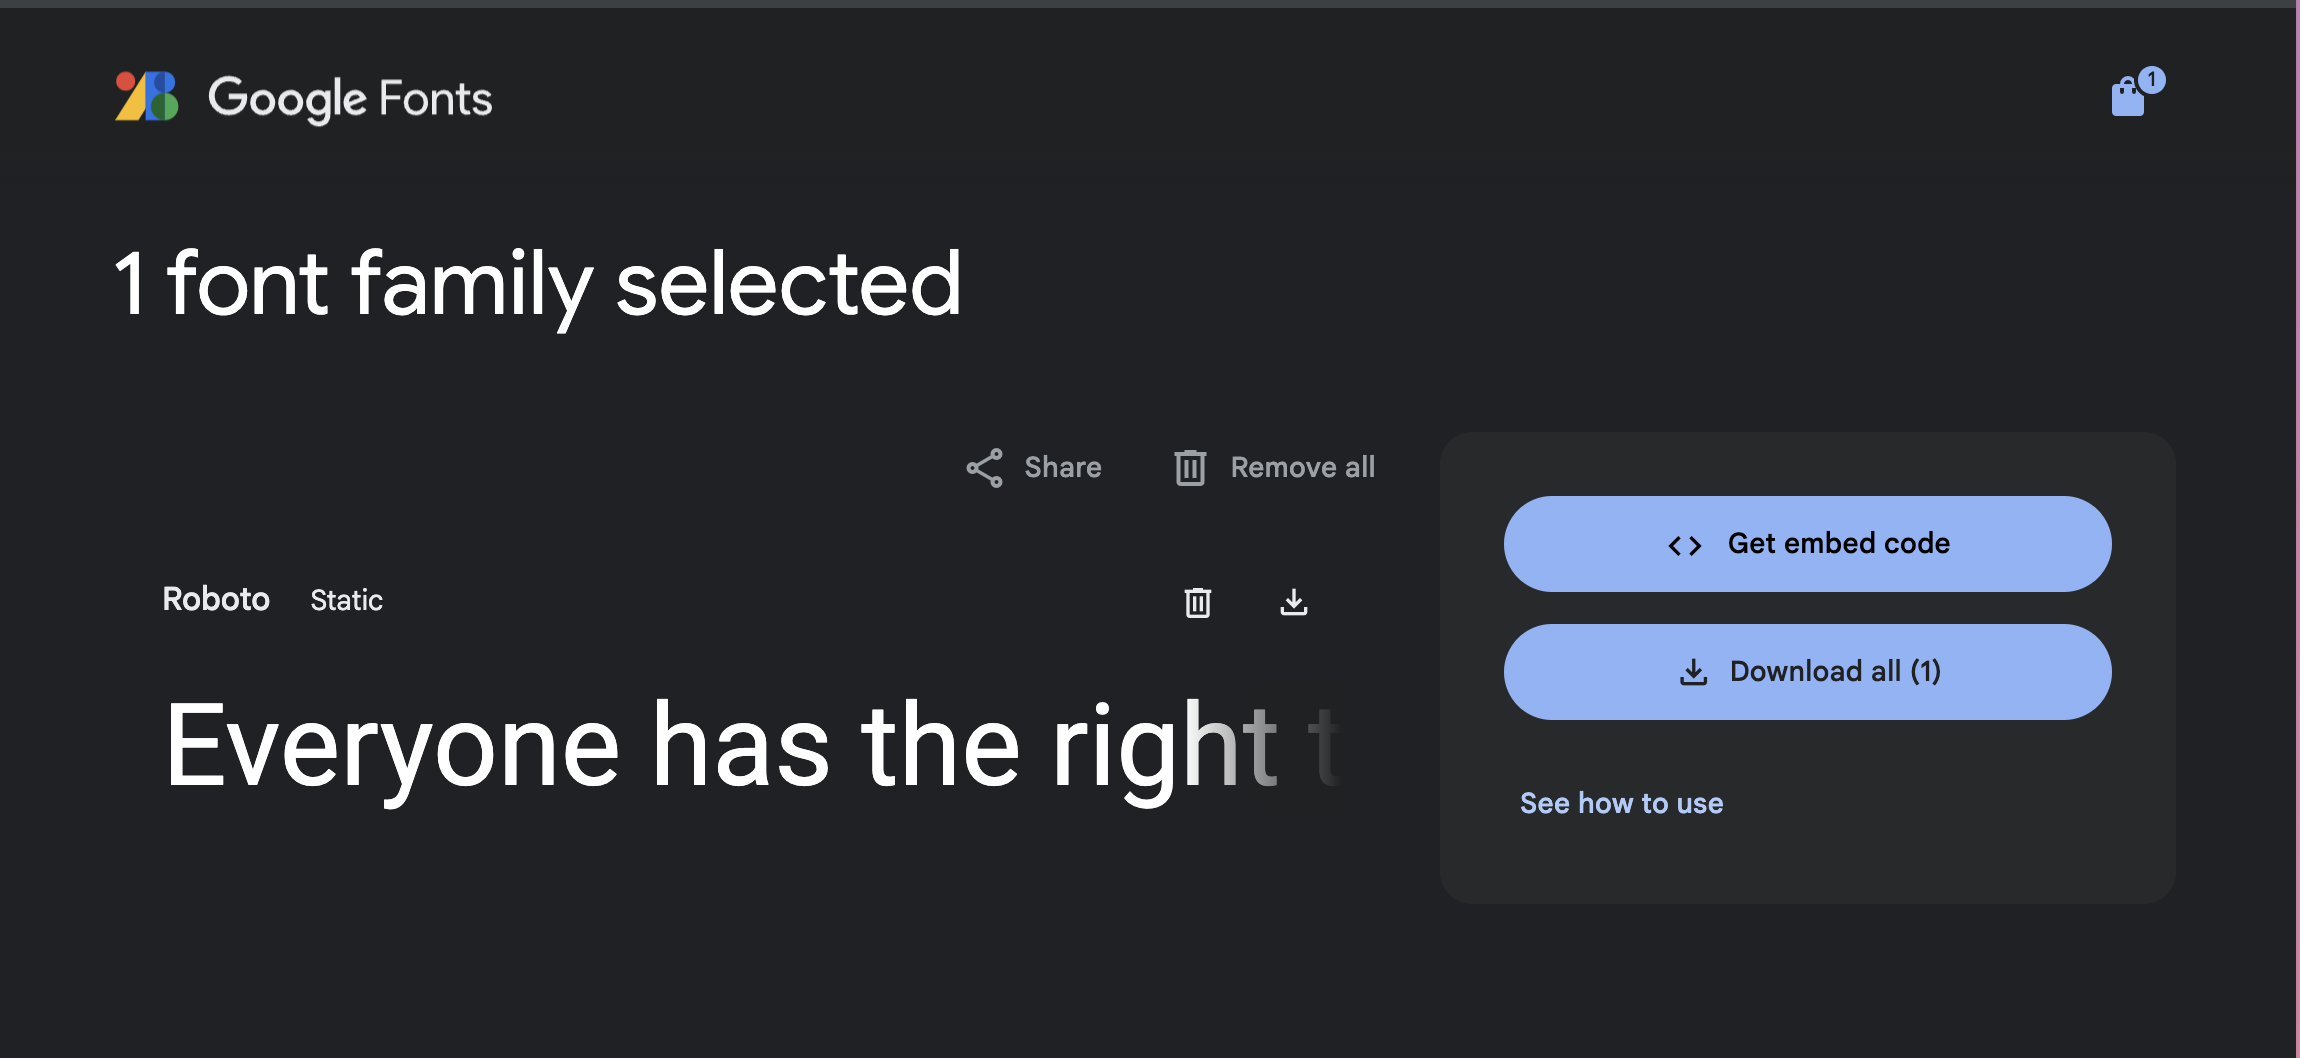 Google Fonts
1
1 font family selected
Share
Remove all
Roboto Static
Everyone has the right t
Get embed code
Download all (1)
See how to use